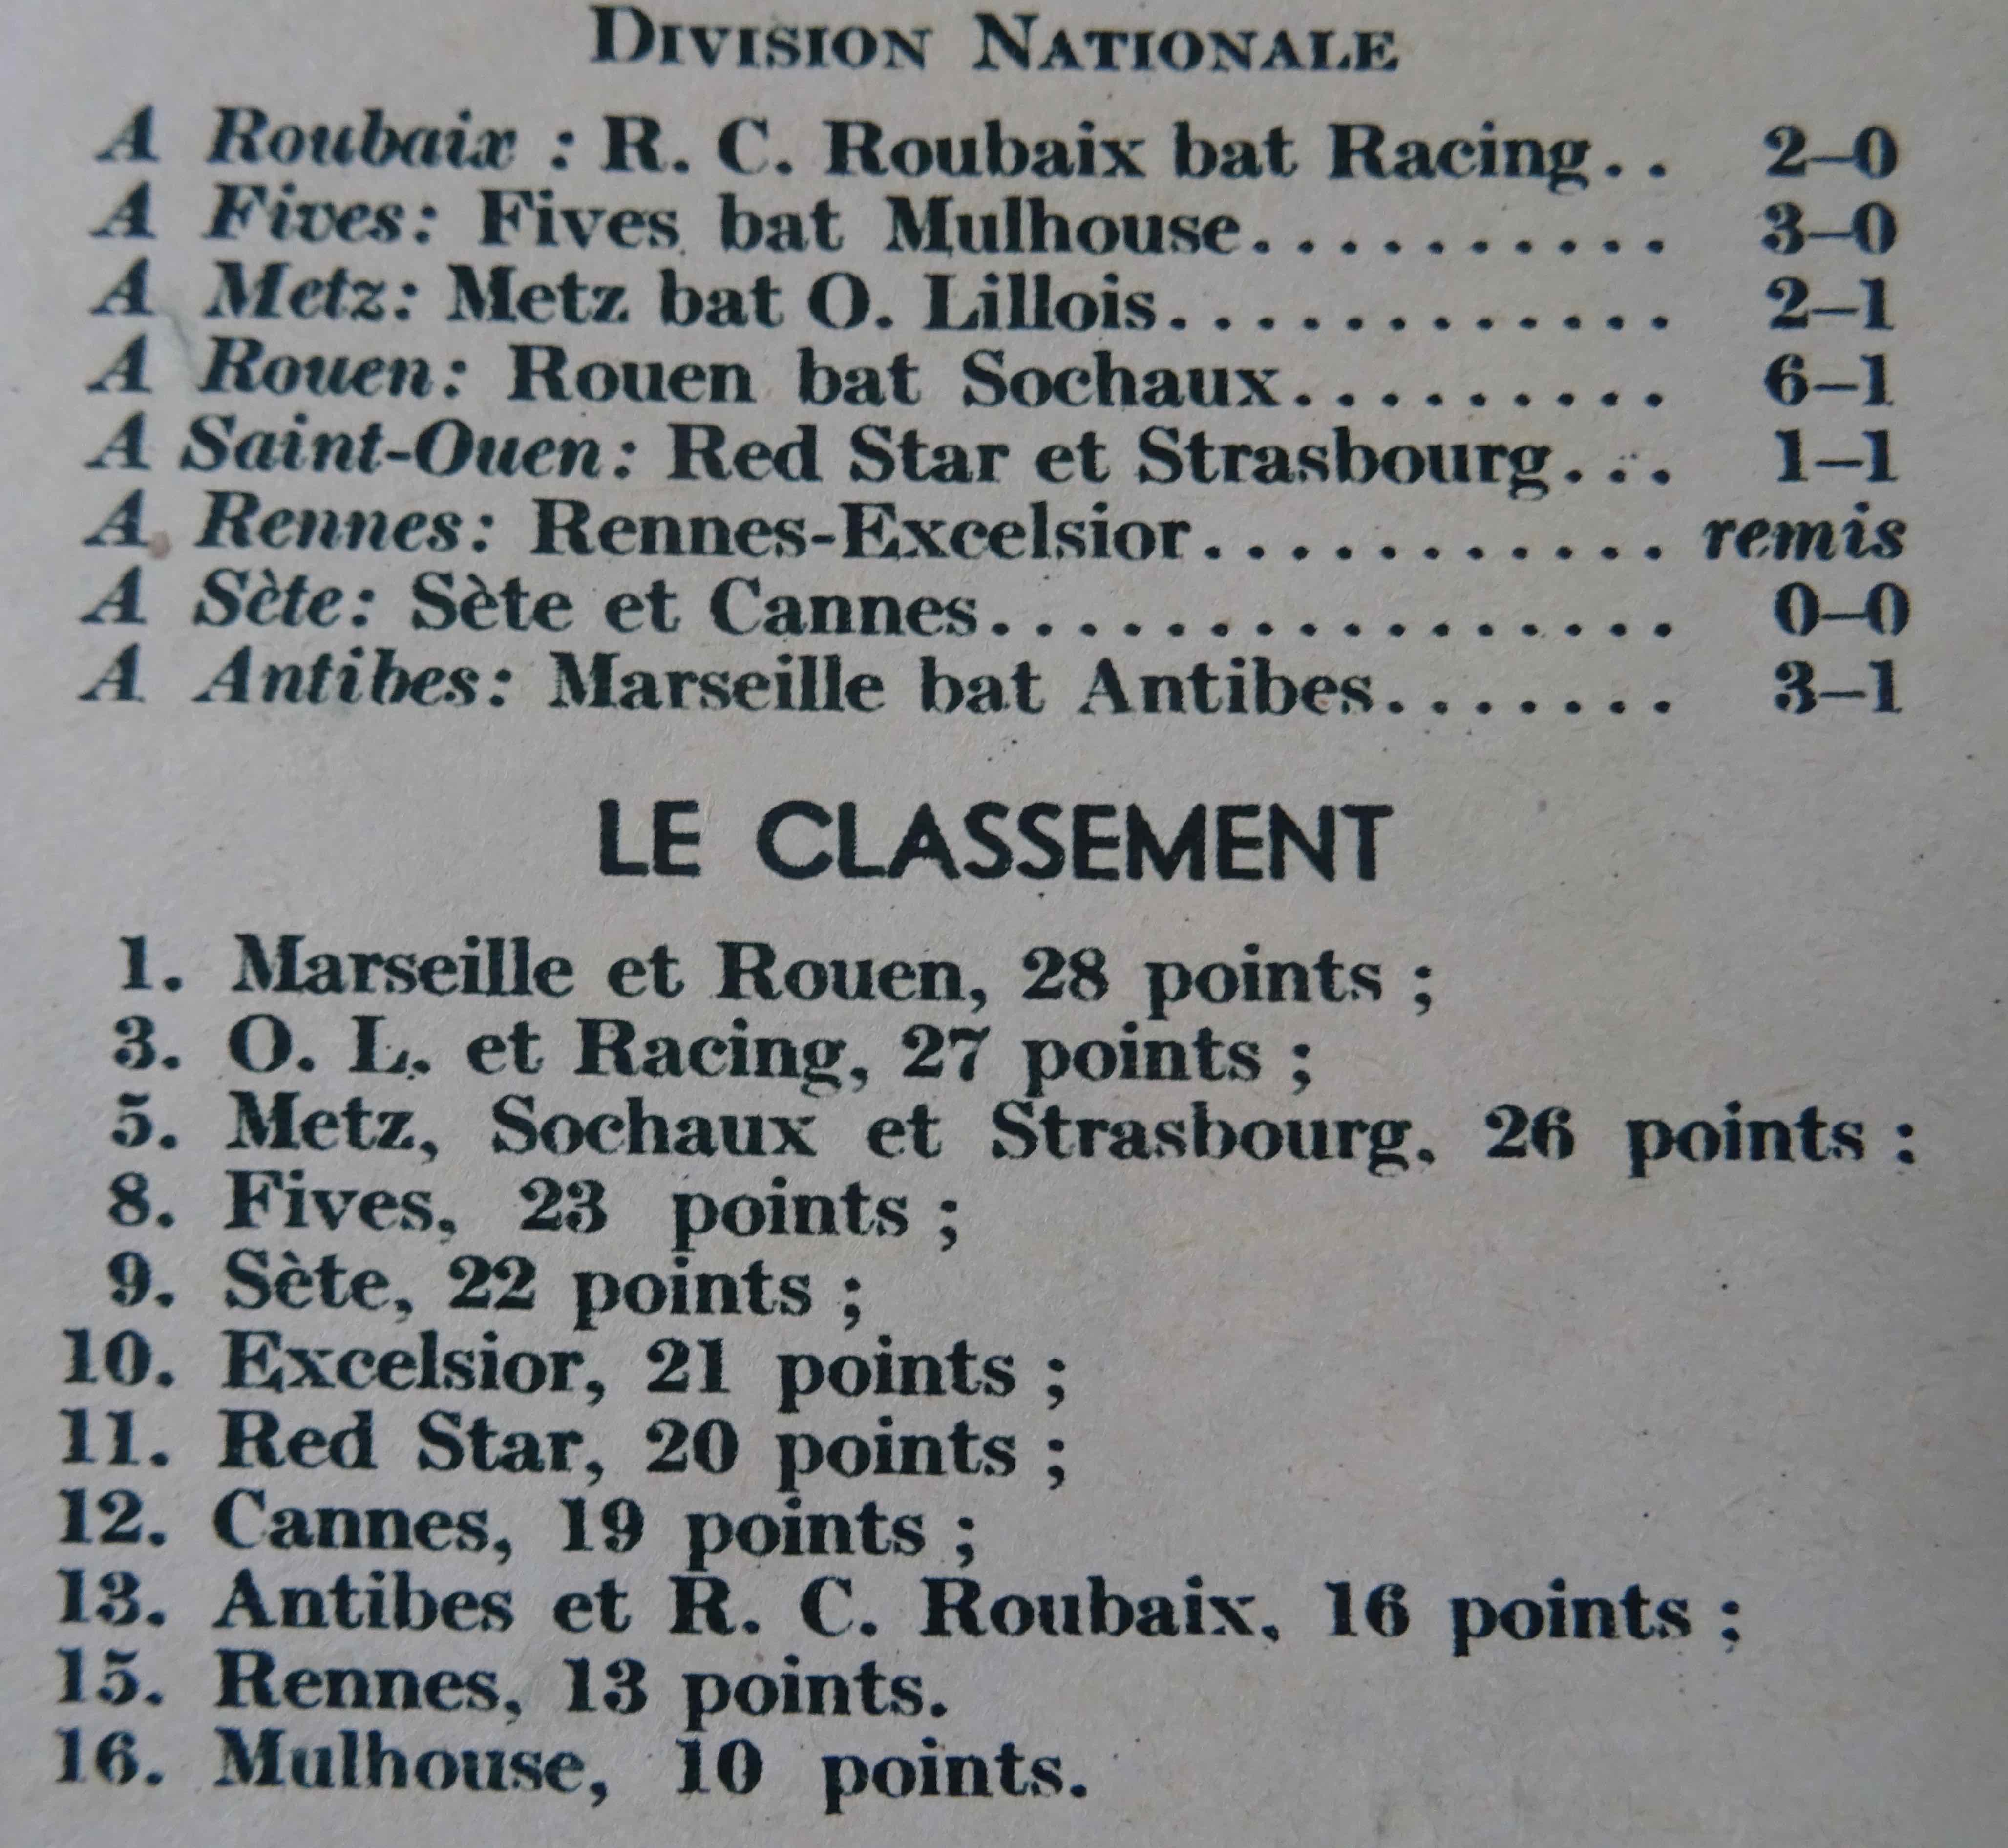 DIVISION NATIONALE
A Roubaix : R. C. Roubaix bat Racing.. 2–0
A Fives: Fives bat Mulhouse........... 3–0
A Metz: Metz bat O. Lillois............. 2–1
A Rouen: Rouen bat Sochaux.......... 6–1
A Saint-Ouen: Red Star et Strasbourg... 1–1
A Rennes: Rennes-Excelsior............ remis
A Sète: Sète et Cannes.................. 0–0
A Antibes: Marseille bat Antibes....... 3–1
LE CLASSEMENT
1. Marseille et Rouen, 28 points ;
3. O. L. et Racing, 27 points ;
5. Metz, Sochaux et Strasbourg, 26 points :
8. Fives, 23 points ;
9. Sète, 22 points ;
10. Excelsior, 21 points ;
11. Red Star, 20 points ;
12. Cannes, 19 points ;
13. Antibes et R. C. Roubaix, 16 points ;
15. Rennes, 13 points.
16. Mulhouse, 10 points.